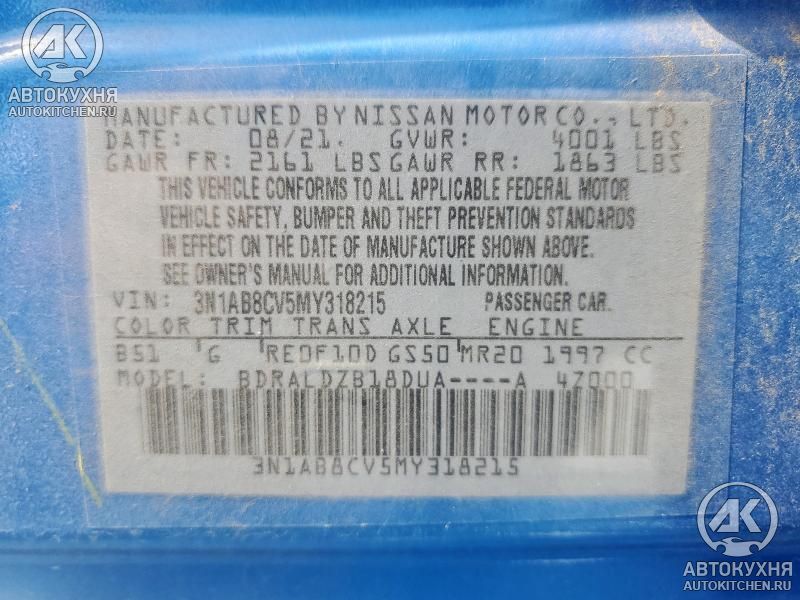 AK
АВТОКУХНЯ
AUTOKITCHEN.RU
MANUFACTURED BY NISSAN MOTOR CO., LTD.
DATE: 08/21. GVWR: 4001 LBS
GAWR FR: 2161 LBS GAWR RR: 1863 LBS
THIS VEHICLE CONFORMS TO ALL APPLICABLE FEDERAL MOTOR
VEHICLE SAFETY, BUMPER AND THEFT PREVENTION STANDARDS
IN EFFECT ON THE DATE OF MANUFACTURE SHOWN ABOVE.
SEE OWNER'S MANUAL FOR ADDITIONAL INFORMATION.
VIN: 3N1AB8CV5MY318215 PASSENGER CAR.
COLOR TRIM TRANS AXLE ENGINE
B51 G RE0F10D GS50 MR20 1997 CC
MODEL: BDRALDZB18DUA----A 4Z000
3N1AB8CV5MY318215
AK
АВТОКУХНЯ
AUTOKITCHEN.RU